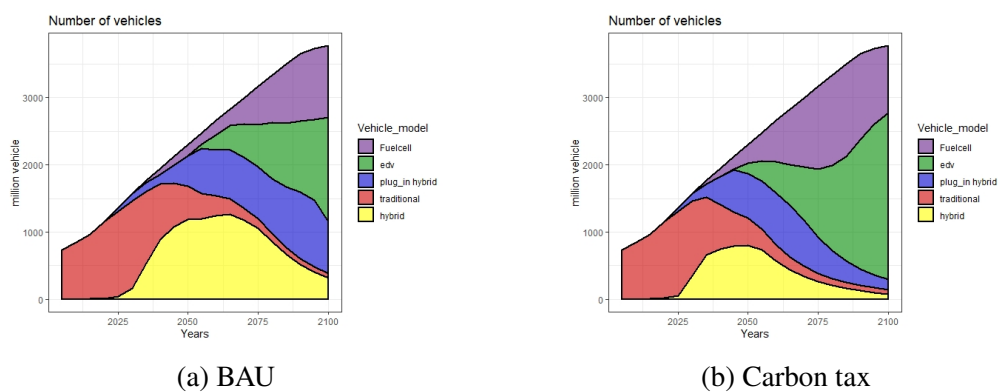 Number of vehicles
3000
2000
1000
0
million vehicle
2025
2050
2075
2100
Years
Vehicle_model
Fuelcell
edv
plug_in hybrid
traditional
hybrid
(a) BAU
Number of vehicles
3000
2000
1000
0
million vehicle
2025
2050
2075
2100
Years
Vehicle_model
Fuelcell
edv
plug_in hybrid
traditional
hybrid
(b) Carbon tax